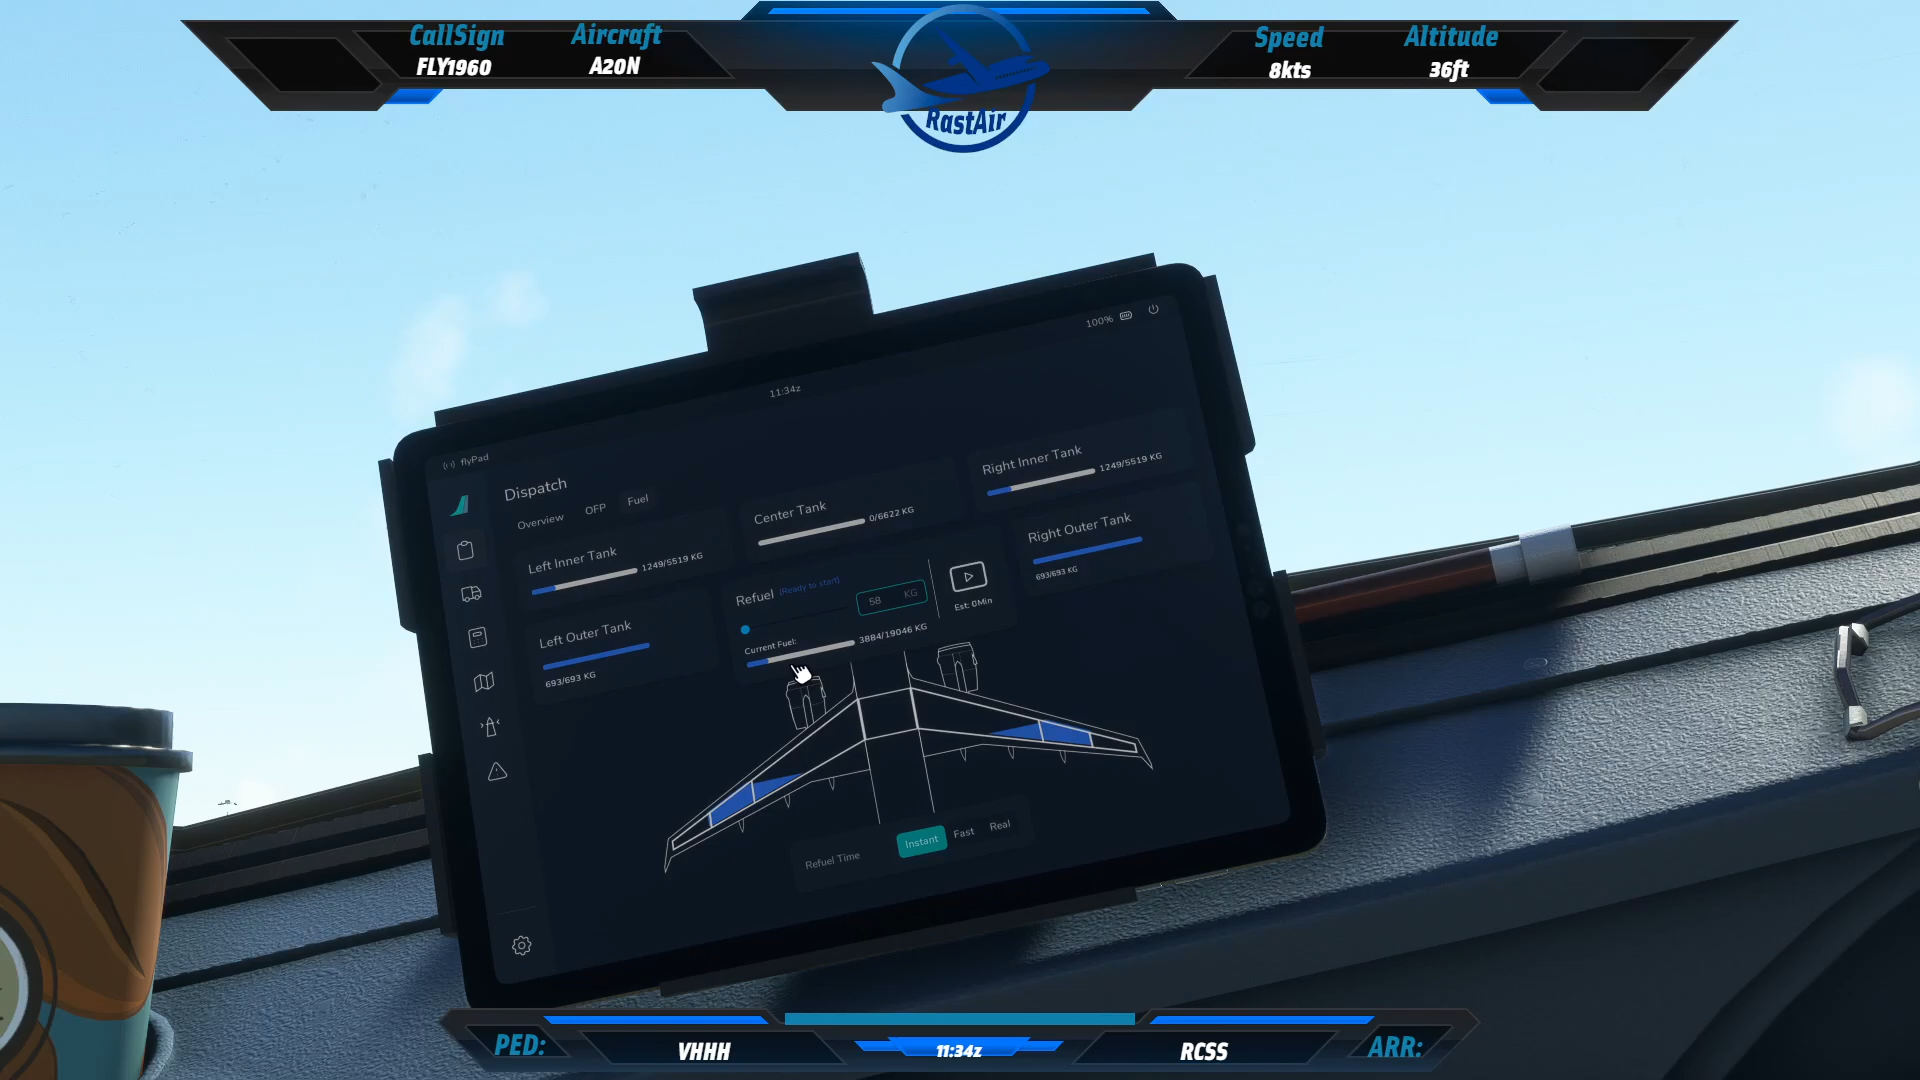 CallSign
FLY1960
Aircraft
A20N
RastAir
Speed
8kts
Altitude
36ft
100%
11:34z
flyPad
Dispatch
Overview
OFP
Fuel
Left Inner Tank
1249/5519 KG
Center Tank
0/6622 KG
Right Inner Tank
1249/5519 KG
Left Outer Tank
693/693 KG
Refuel (Ready to start)
58 KG
Est: 0Min
Current Fuel:
3884/19046 KG
Right Outer Tank
693/693 KG
Refuel Time
Instant
Fast
Real
PED:
VHHH
11:34z
RCSS
ARR: